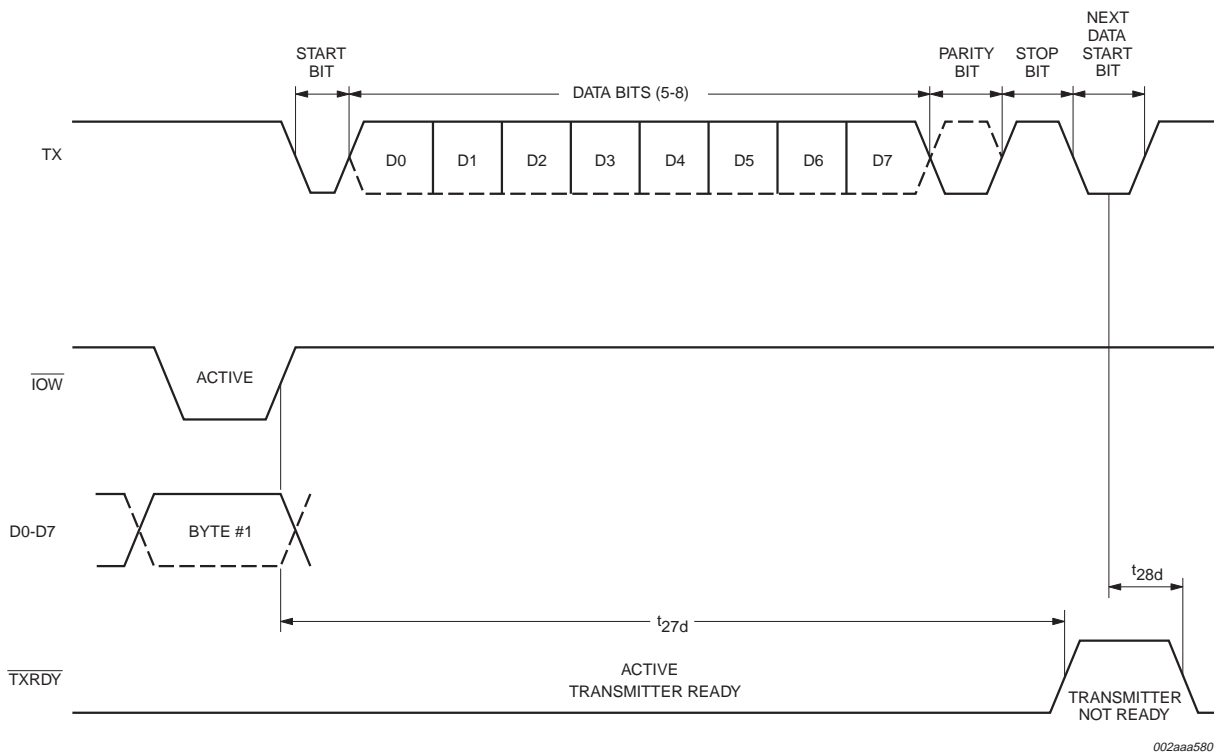 START
BIT
DATA BITS (5-8)
PARITY
BIT
STOP
BIT
NEXT
DATA
START
BIT
TX
D0 D1 D2 D3 D4 D5 D6 D7
IOW
ACTIVE
D0-D7
BYTE #1
t28d
t27d
TXRDY
ACTIVE
TRANSMITTER READY
TRANSMITTER
NOT READY
002aaa580